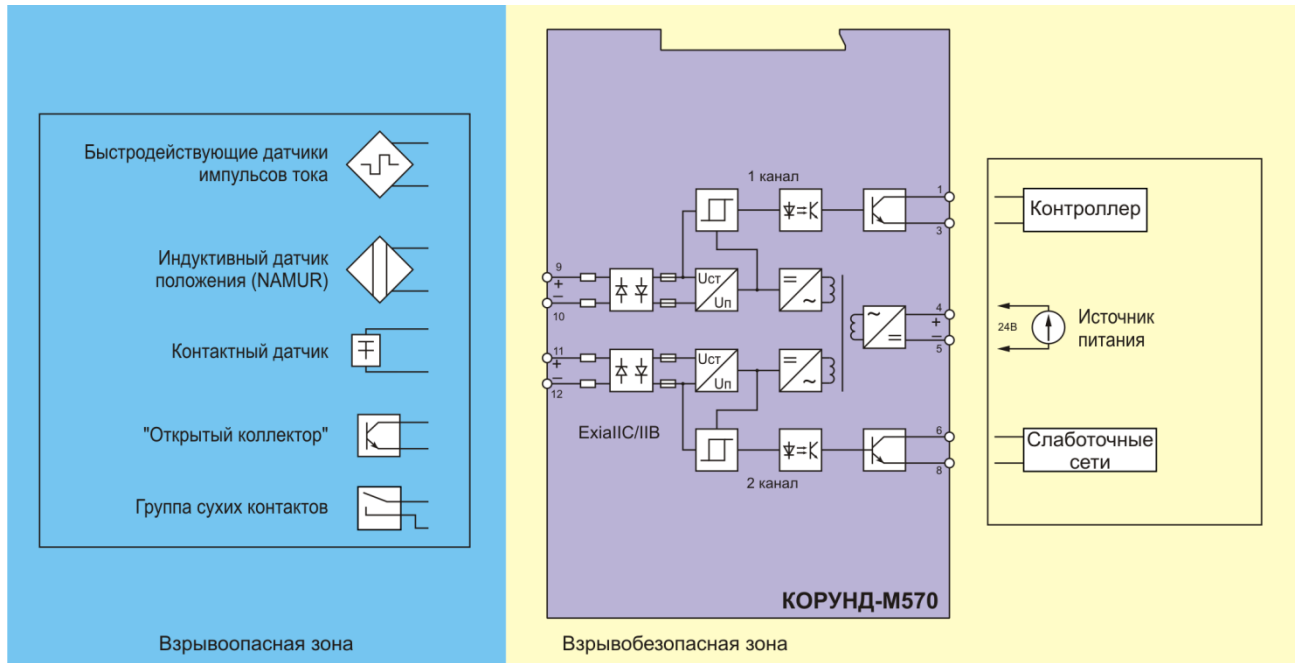 Быстродействующие датчики
импульсов тока
Индуктивный датчик
положения (NAMUR)
Контактный датчик
"Открытый коллектор"
Группа сухих контактов
Взрывоопасная зона
1 канал
1
3
9
+
−
10
Uст
Uп
=
~
4
+
−
5
~
=
11
+
−
12
Uст
Uп
=
~
ExiaIIC/IIB
6
8
2 канал
КОРУНД-М570
Взрывобезопасная зона
Контроллер
24В
Источник
питания
Слаботочные
сети